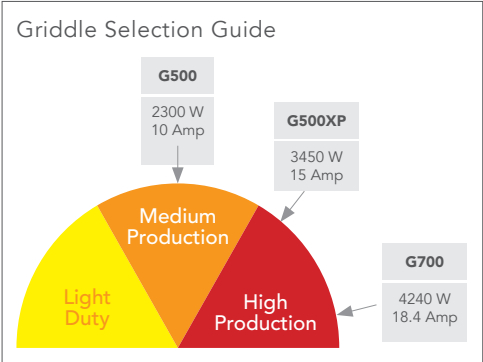 Griddle Selection Guide
G500
2300 W
10 Amp
G500XP
3450 W
15 Amp
Medium
Production
G700
4240 W
18.4 Amp
Light
Duty
High
Production